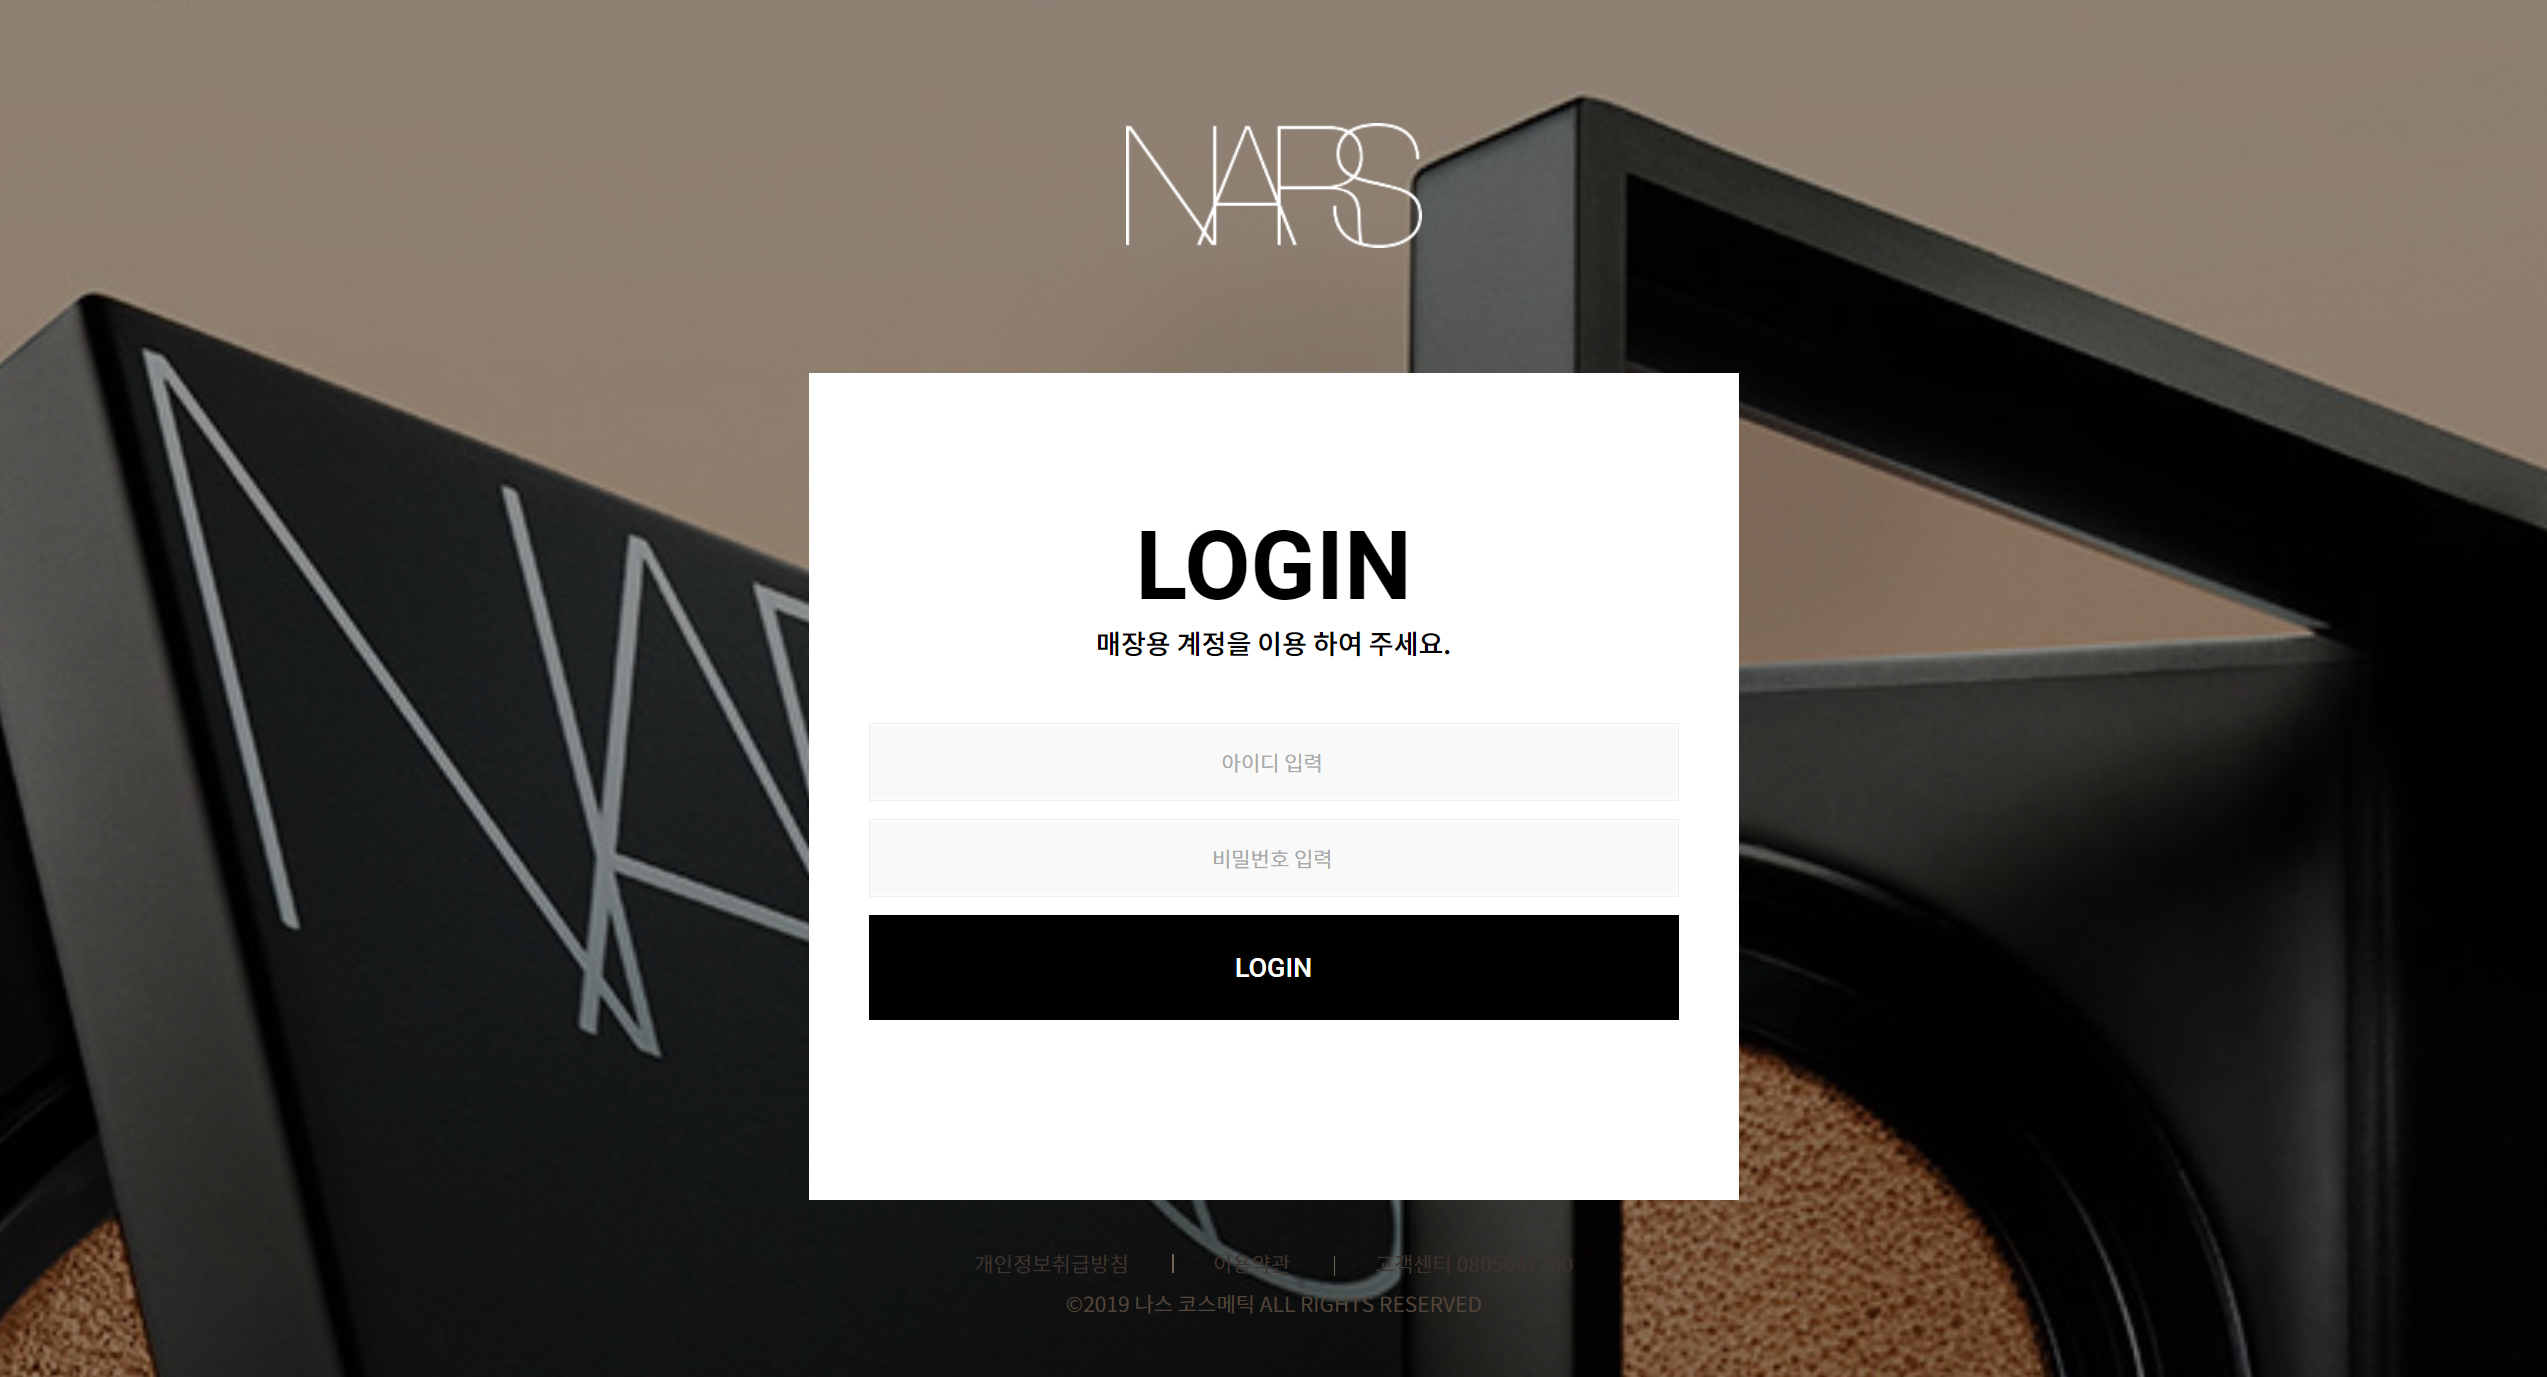 NARS
NAR
LOGIN
매장용 계정을 이용 하여 주세요.
아이디 입력
비밀번호 입력
LOGIN
개인정보취급방침 | 이용약관 | 고객센터
©2019 나스 코스메틱 ALL RIGHTS RESERVED